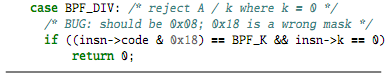 case BPF_DIV: /* reject A / k where k = 0 */
/* BUG: should be 0x08; 0x18 is a wrong mask */
if ((insn->code & 0x18) == BPF_K && insn->k == 0)
return 0;